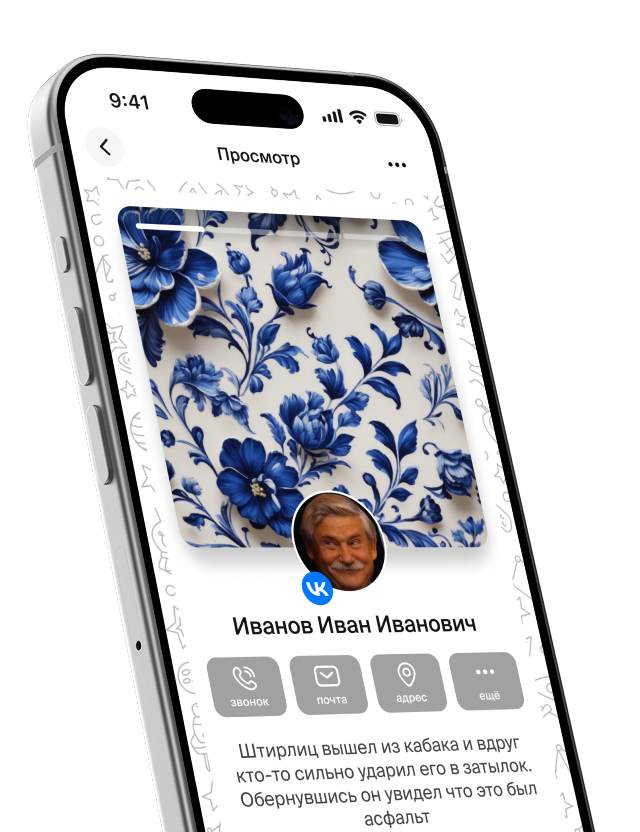 9:41
Просмотр
Иванов Иван Иванович
звонок
почта
адрес
ещё
Штирлиц вышел из кабака и вдруг
кто-то сильно ударил его в затылок.
Обернувшись он увидел что это был
асфальт